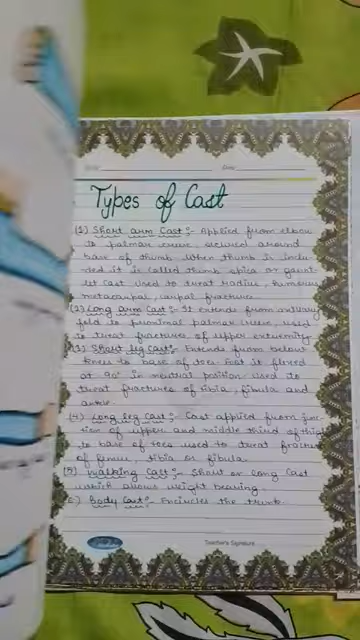 Date
Types of Cast
(1) Short arm Cast:- Applied from elbow
to palmar crease secured around
base of thumb. When thumb is inclu-
ded it is called thumb spica or gaunt-
let cast used to treat radius, humerus
metacarpal, carpal fracture.
(2) Long arm Cast:- It extends from axillary
fold to proximal palmar crease, used
to treat fracture of upper extremity
(3) Short leg Cast:- Extends from below
knee to base of toes. foot is flexed
at 90° in neutral position, used to
treat fractures of tibia, fibula and
ankle.
(4) Long leg Cast:- Cast applied from junc-
tion of upper and middle third of thigh
to base of toes used to treat fracture
of femur, tibia or fibula.
(5) Walking Cast:- Short or long cast
which allows weight bearing.
6) Body Cast:- Encircles the trunk.
Teacher's Signature